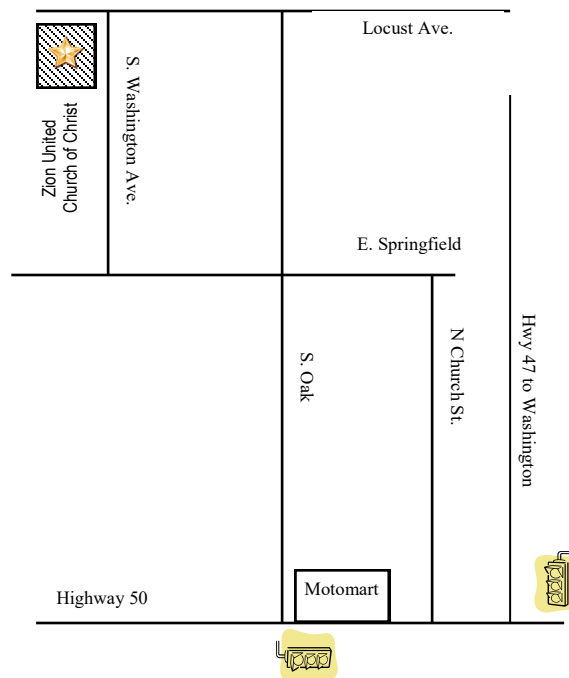 Locust Ave.
S. Washington Ave.
Zion United
Church of Christ
E. Springfield
S. Oak
N Church St.
Hwy 47 to Washington
Highway 50
Motomart